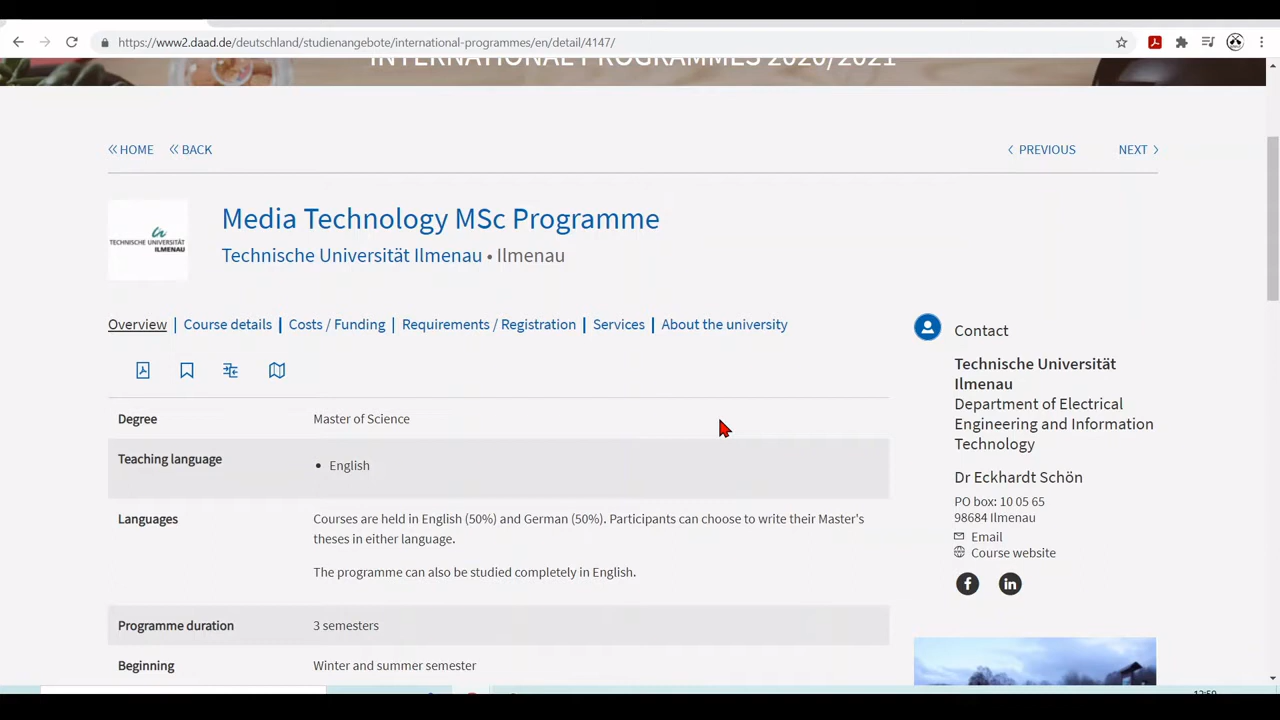 https://www2.daad.de/deutschland/studienangebote/international-programmes/en/detail/4147/
INTERNATIONAL PROGRAMMES 2020/2021
HOME BACK
PREVIOUS NEXT
TECHNISCHE UNIVERSITÄT
ILMENAU
Media Technology MSc Programme
Technische Universität Ilmenau • Ilmenau
Overview | Course details | Costs / Funding | Requirements / Registration | Services | About the university
Degree Master of Science
Teaching language • English
Languages Courses are held in English (50%) and German (50%). Participants can choose to write their Master's
theses in either language.
The programme can also be studied completely in English.
Programme duration 3 semesters
Beginning Winter and summer semester
Contact
Technische Universität
Ilmenau
Department of Electrical
Engineering and Information
Technology
Dr Eckhardt Schön
PO box: 10 05 65
98684 Ilmenau
Email
Course website